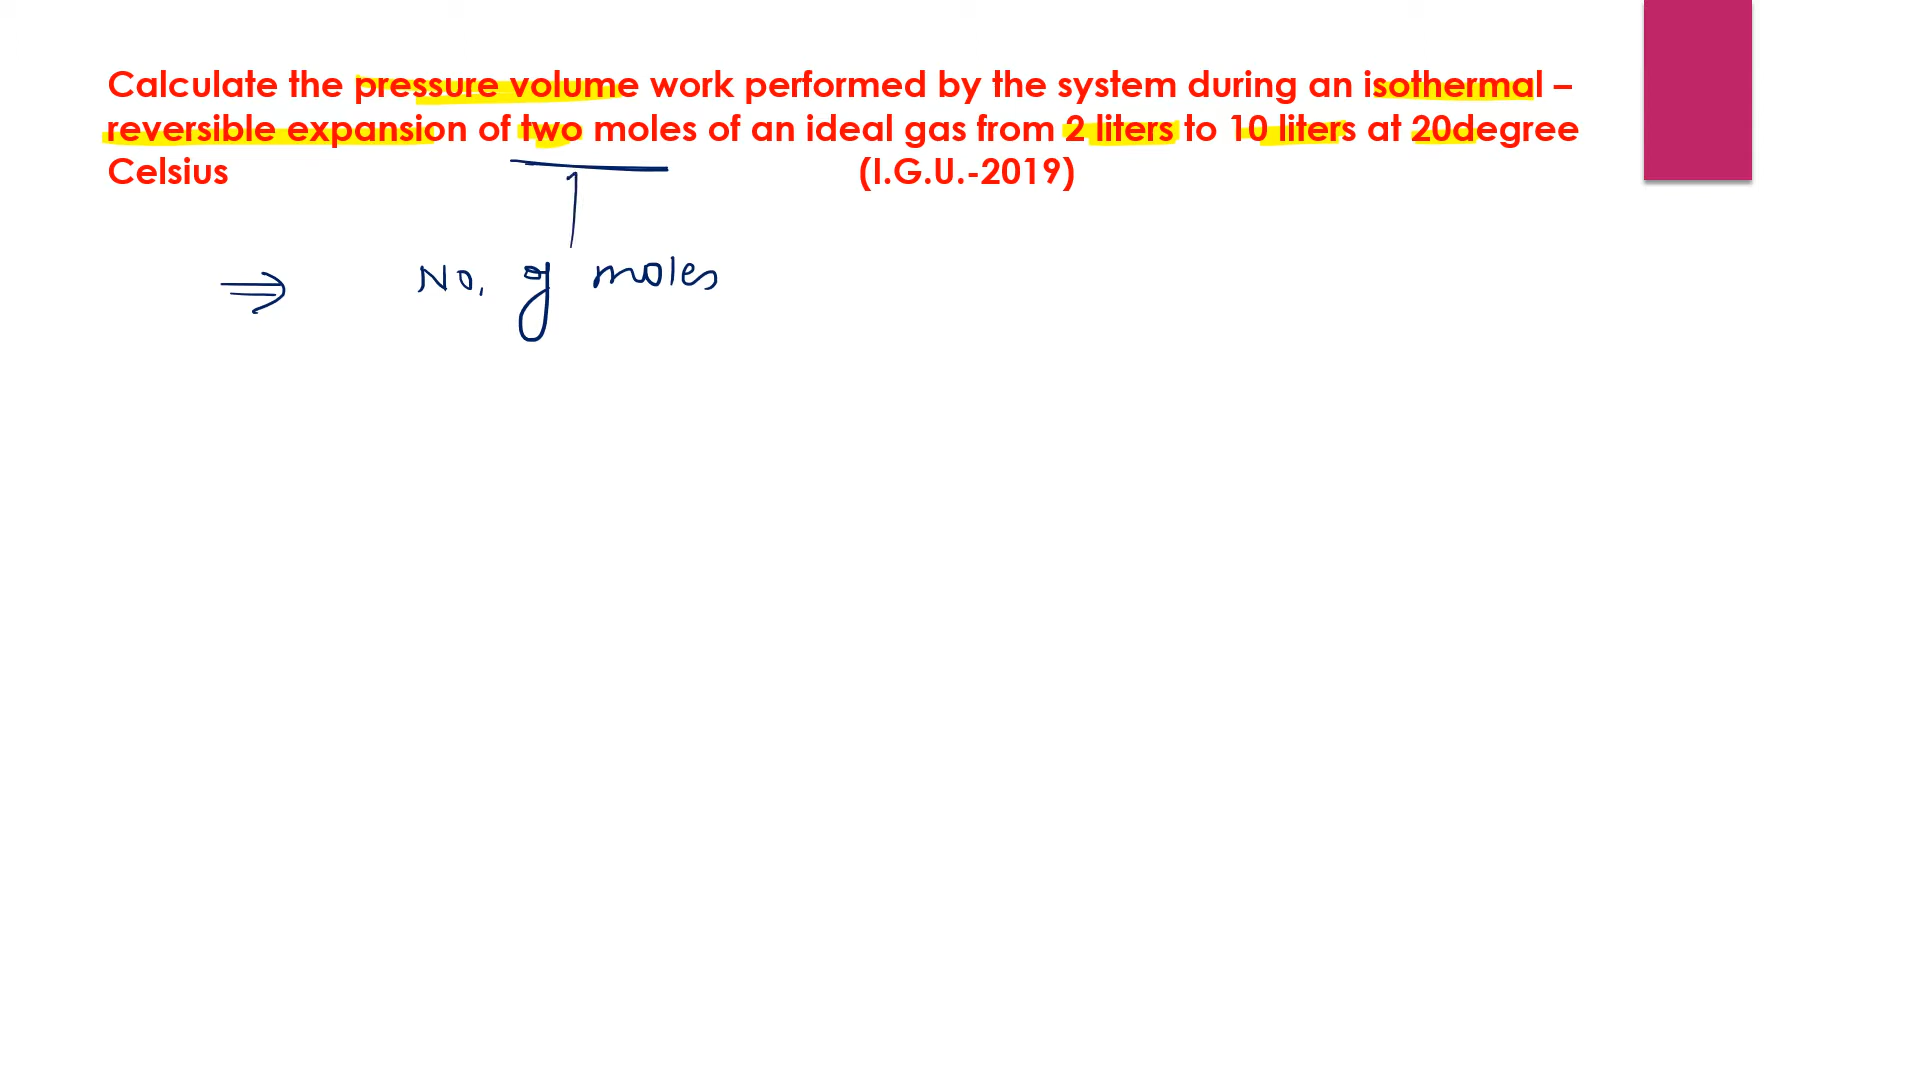 Calculate the pressure volume work performed by the system during an isothermal –
reversible expansion of two moles of an ideal gas from 2 liters to 10 liters at 20degree
Celsius (I.G.U.-2019)
⇒ No. of moles